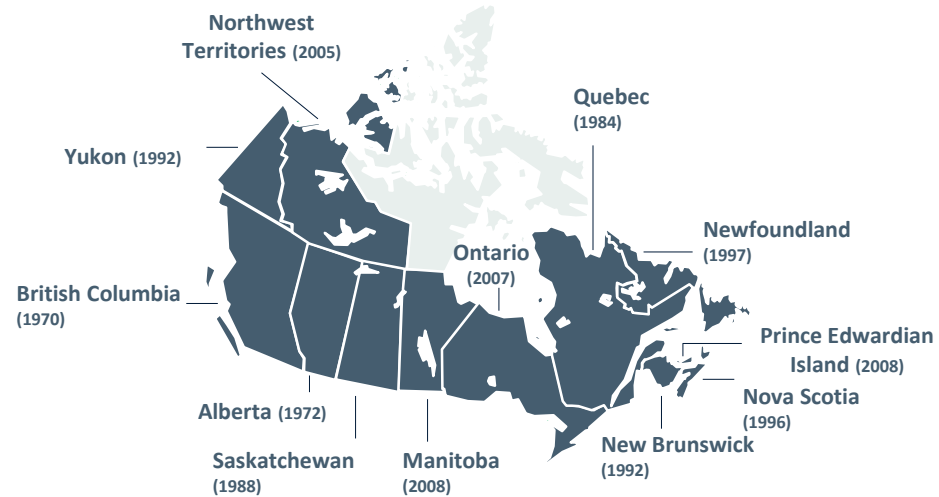 Northwest
Territories (2005)
Quebec
(1984)
Yukon (1992)
Newfoundland
(1997)
Ontario
(2007)
British Columbia
(1970)
Prince Edwardian
Island (2008)
Nova Scotia
(1996)
Alberta (1972)
New Brunswick
(1992)
Saskatchewan
(1988)
Manitoba
(2008)